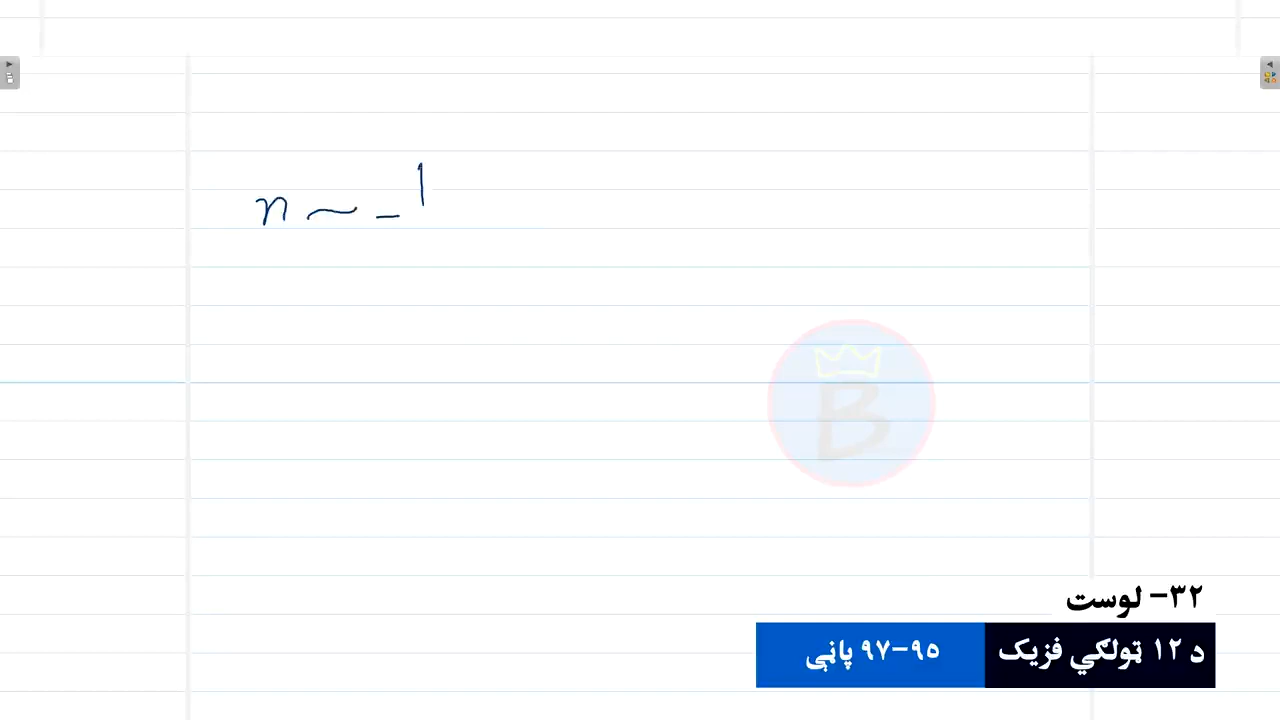 n ~ - 1
B
۳۲- لوست
د ۱۲ ټولګي فزیک
۹۵-۹۷ پاڼې